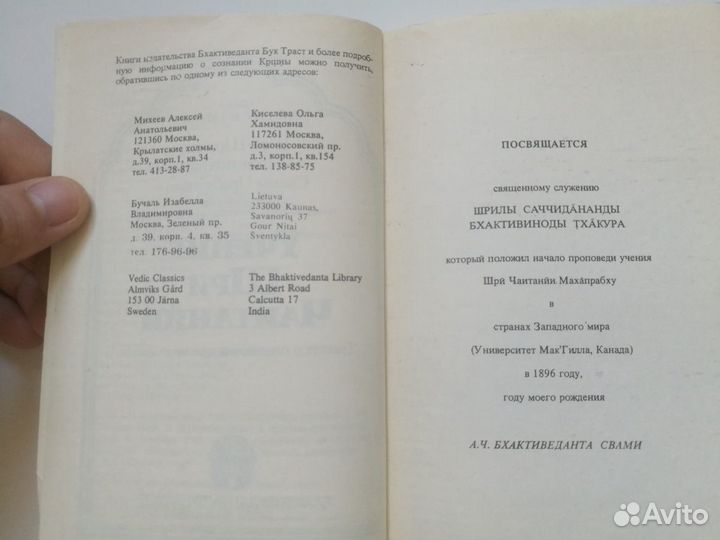 Книги издательства Бхактиведанта Бук Траст и более подроб-
ную информацию о сознании Кришны можно получить,
обратившись по одному из следующих адресов:
Михеев Алексей
Анатольевич
121360 Москва,
Крылатские холмы,
д.39, корп.1, кв.34
тел. 413-28-87
Киселева Ольга
Хамидовна
117261 Москва,
Ломоносовский пр.
д.3, корп.1, кв.154
тел. 138-85-75
Бучаль Изабелла
Владимировна
Москва, Зеленый пр.
д. 39, корп. 4, кв. 35
тел. 176-96-96
Lietuva
233000 Kaunas,
Savanorių 37
Gour Nitai
Šventykla
Vedic Classics
Almviks Gård
153 00 Järna
Sweden
The Bhaktivedanta Library
3 Albert Road
Calcutta 17
India
ПОСВЯЩАЕТСЯ
священному служению
ШРИЛЫ САЧЧИДĀНАНДЫ
БХАКТИВИНОДЫ Т̣ХĀКУРА
который положил начало проповеди учения
Шрӣ Чаитанйи Махāпрабху
в
странах Западного мира
(Университет Мак'Гилла, Канада)
в 1896 году,
году моего рождения
А.Ч. БХАКТИВЕДАНТА СВАМИ
Avito